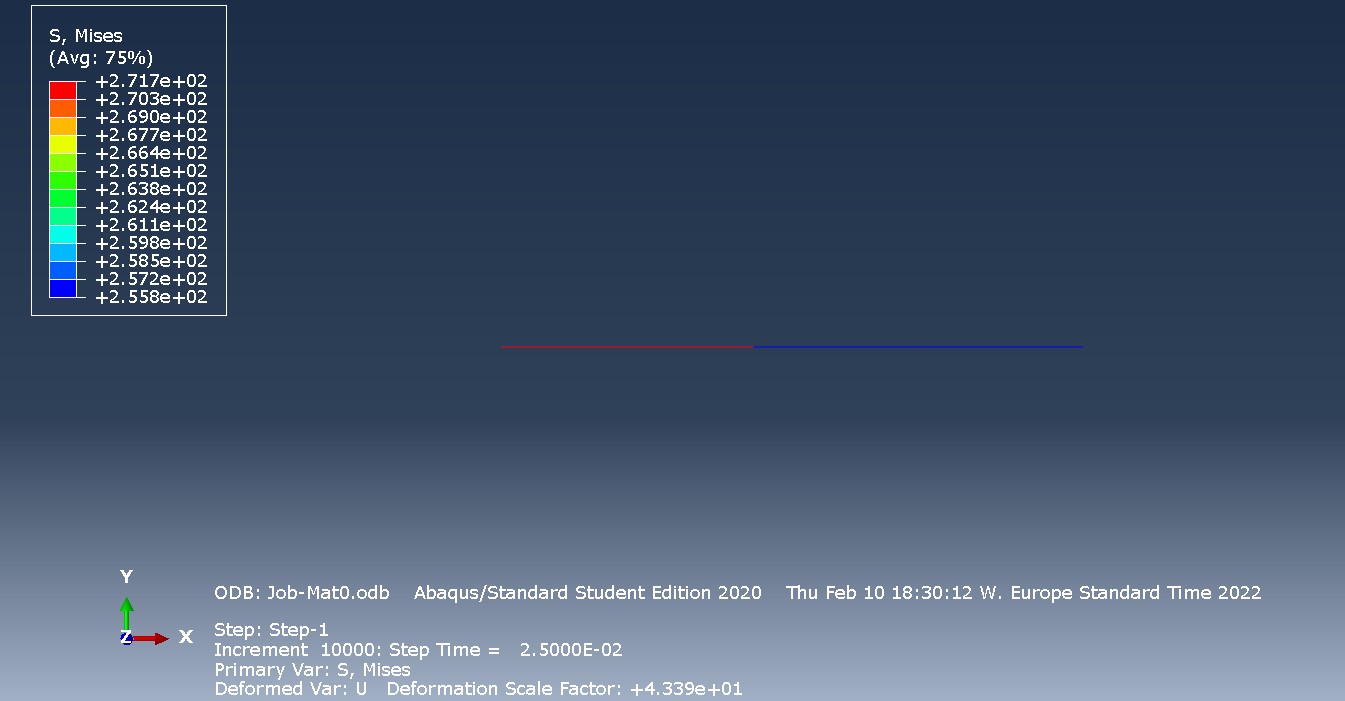 S, Mises
(Avg: 75%)
+2.717e+02
+2.703e+02
+2.690e+02
+2.677e+02
+2.664e+02
+2.651e+02
+2.638e+02
+2.624e+02
+2.611e+02
+2.598e+02
+2.585e+02
+2.572e+02
+2.558e+02
Y
Z X
ODB: Job-Mat0.odb Abaqus/Standard Student Edition 2020 Thu Feb 10 18:30:12 W. Europe Standard Time 2022
Step: Step-1
Increment 10000: Step Time = 2.5000E-02
Primary Var: S, Mises
Deformed Var: U Deformation Scale Factor: +4.339e+01